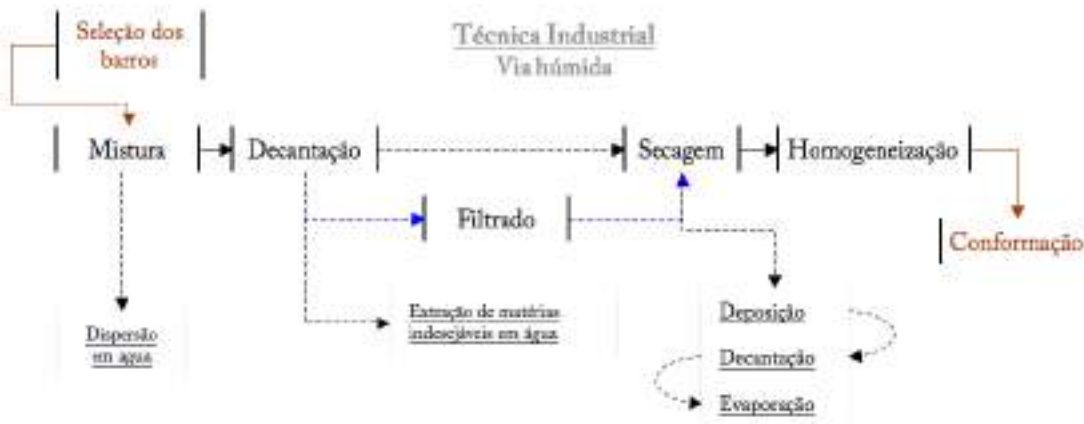 Seleção dos
barros
Técnica Industrial
Via húmida
Mistura
Decantação
Secagem
Homogeneização
Filtrado
Conformação
Dispersão
em agua
Extração de matérias
indesejáveis em água
Deposição
Decantação
Evaporação